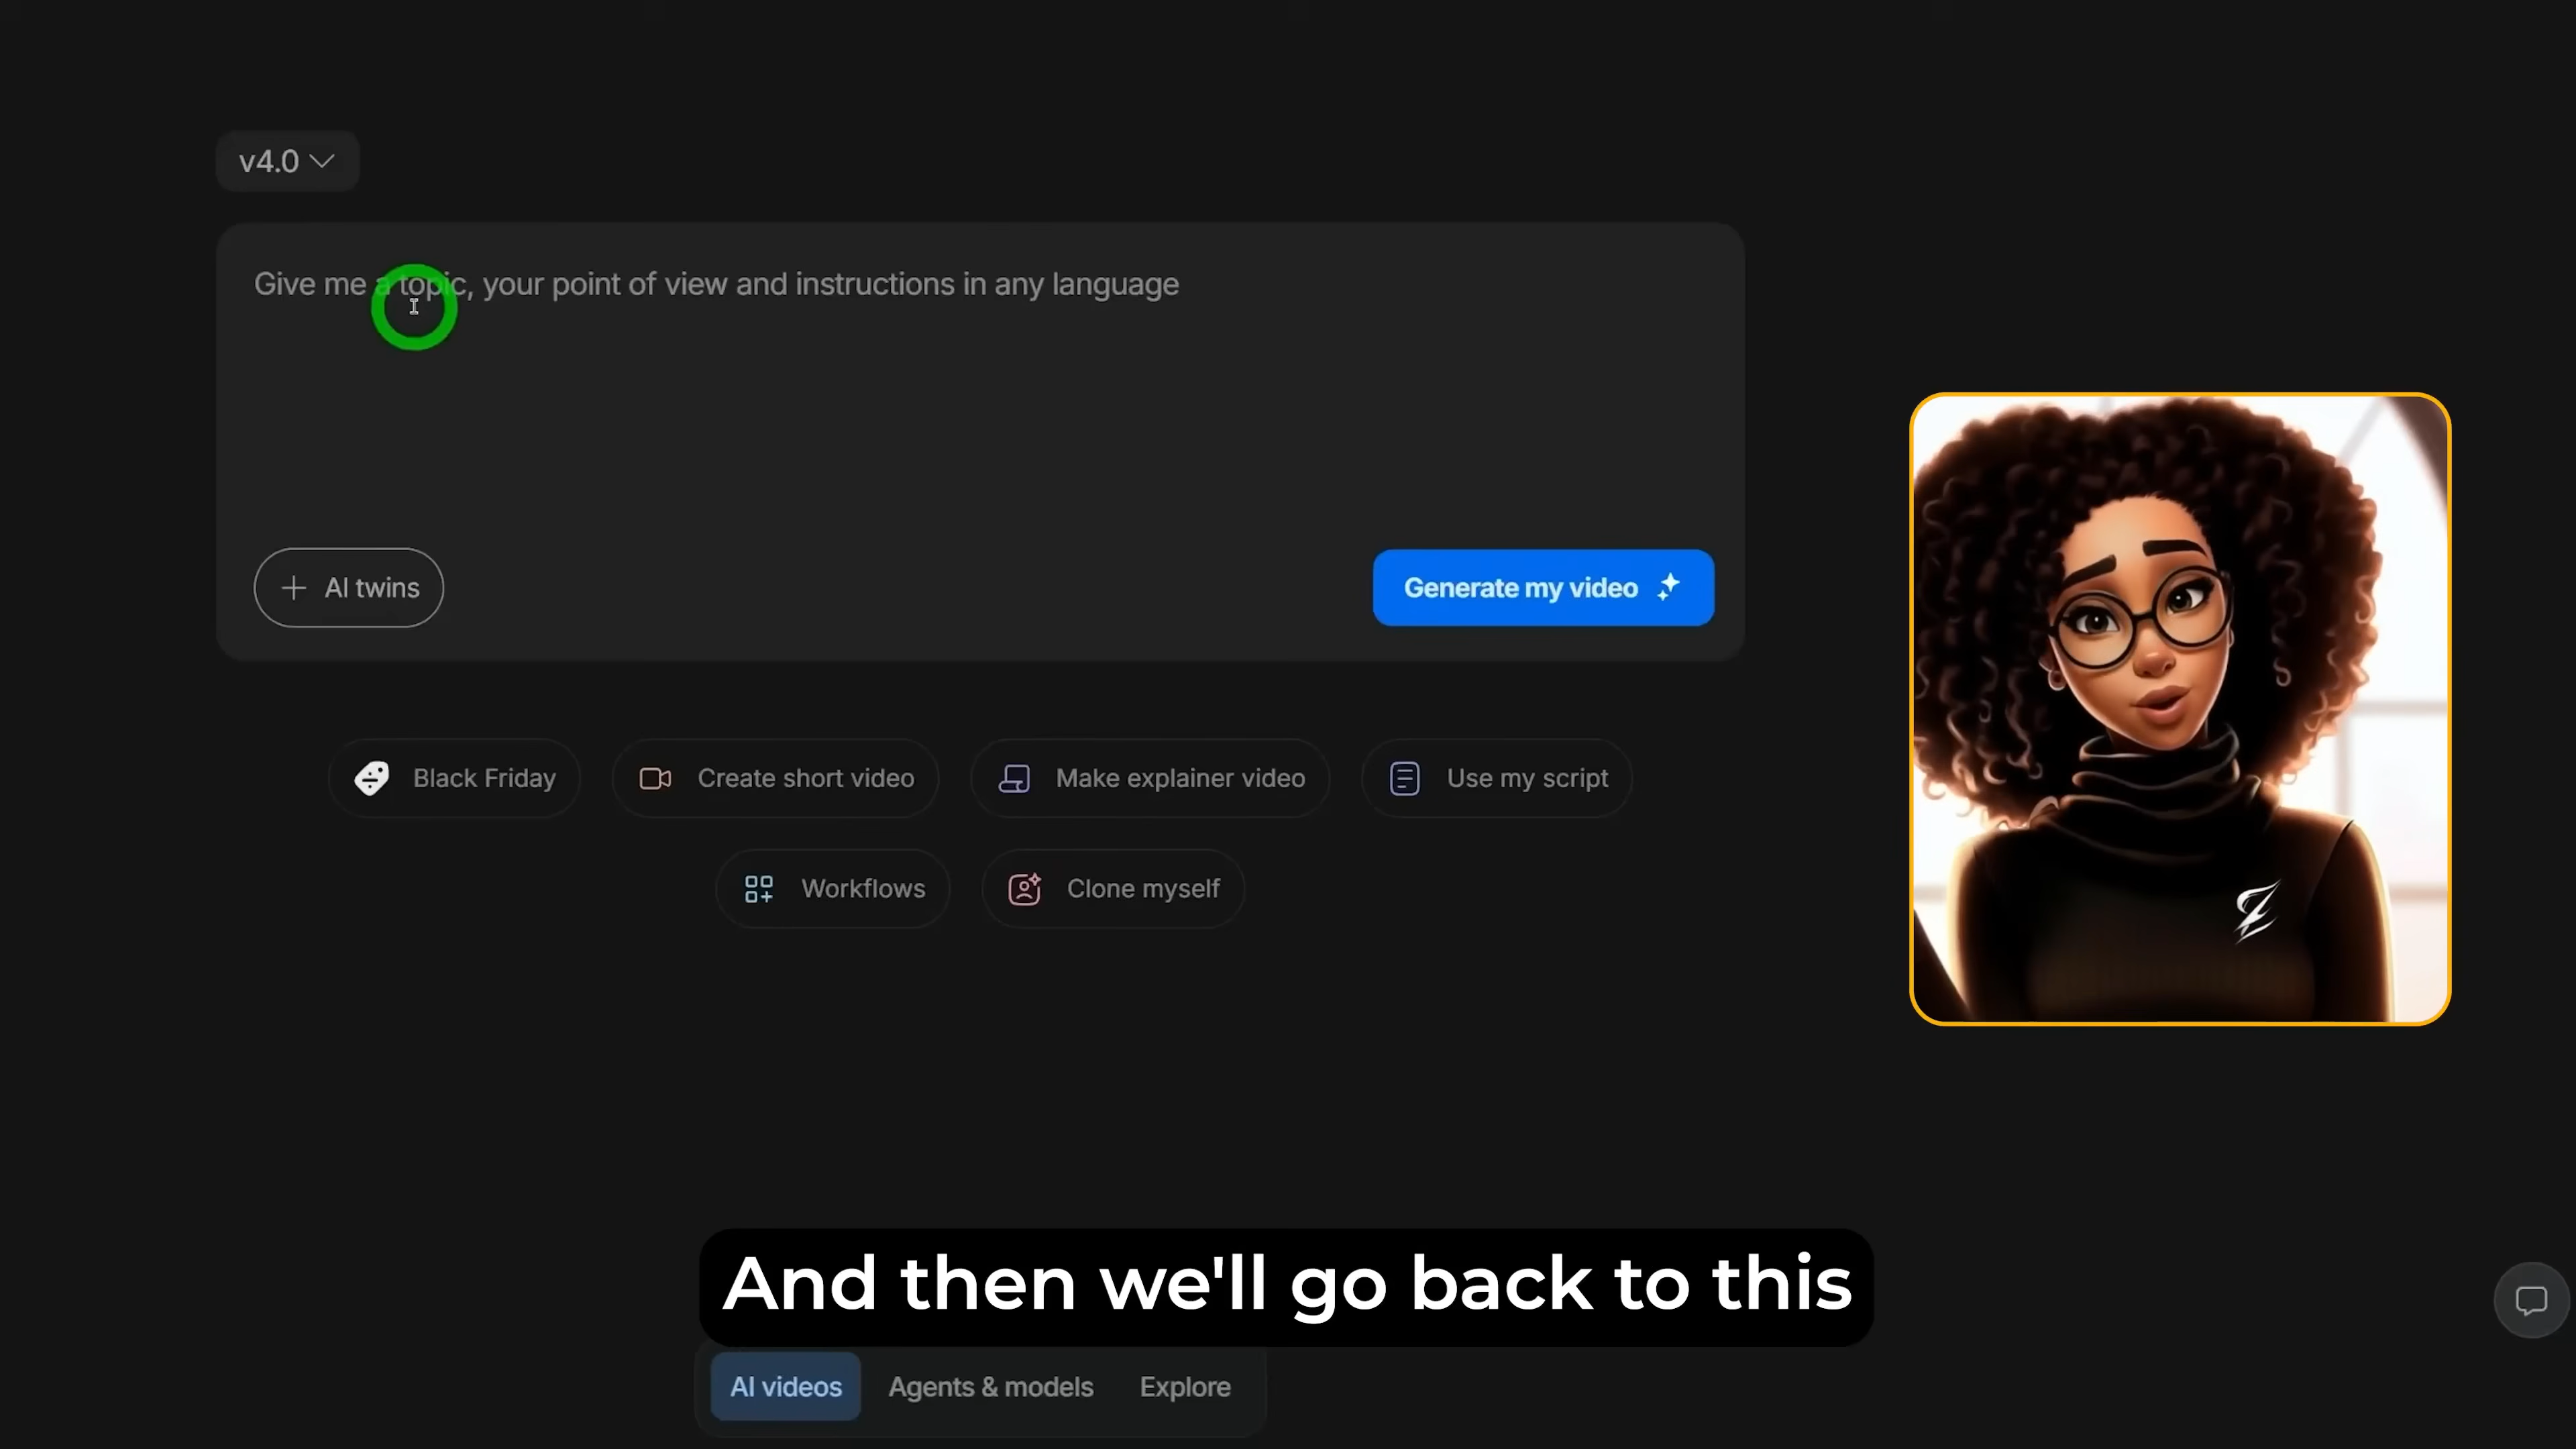 v4.0
Give me a topic, your point of view and instructions in any language
AI twins
Generate my video
Black Friday
Create short video
Make explainer video
Use my script
Workflows
Clone myself
And then we'll go back to this
AI videos
Agents & models
Explore